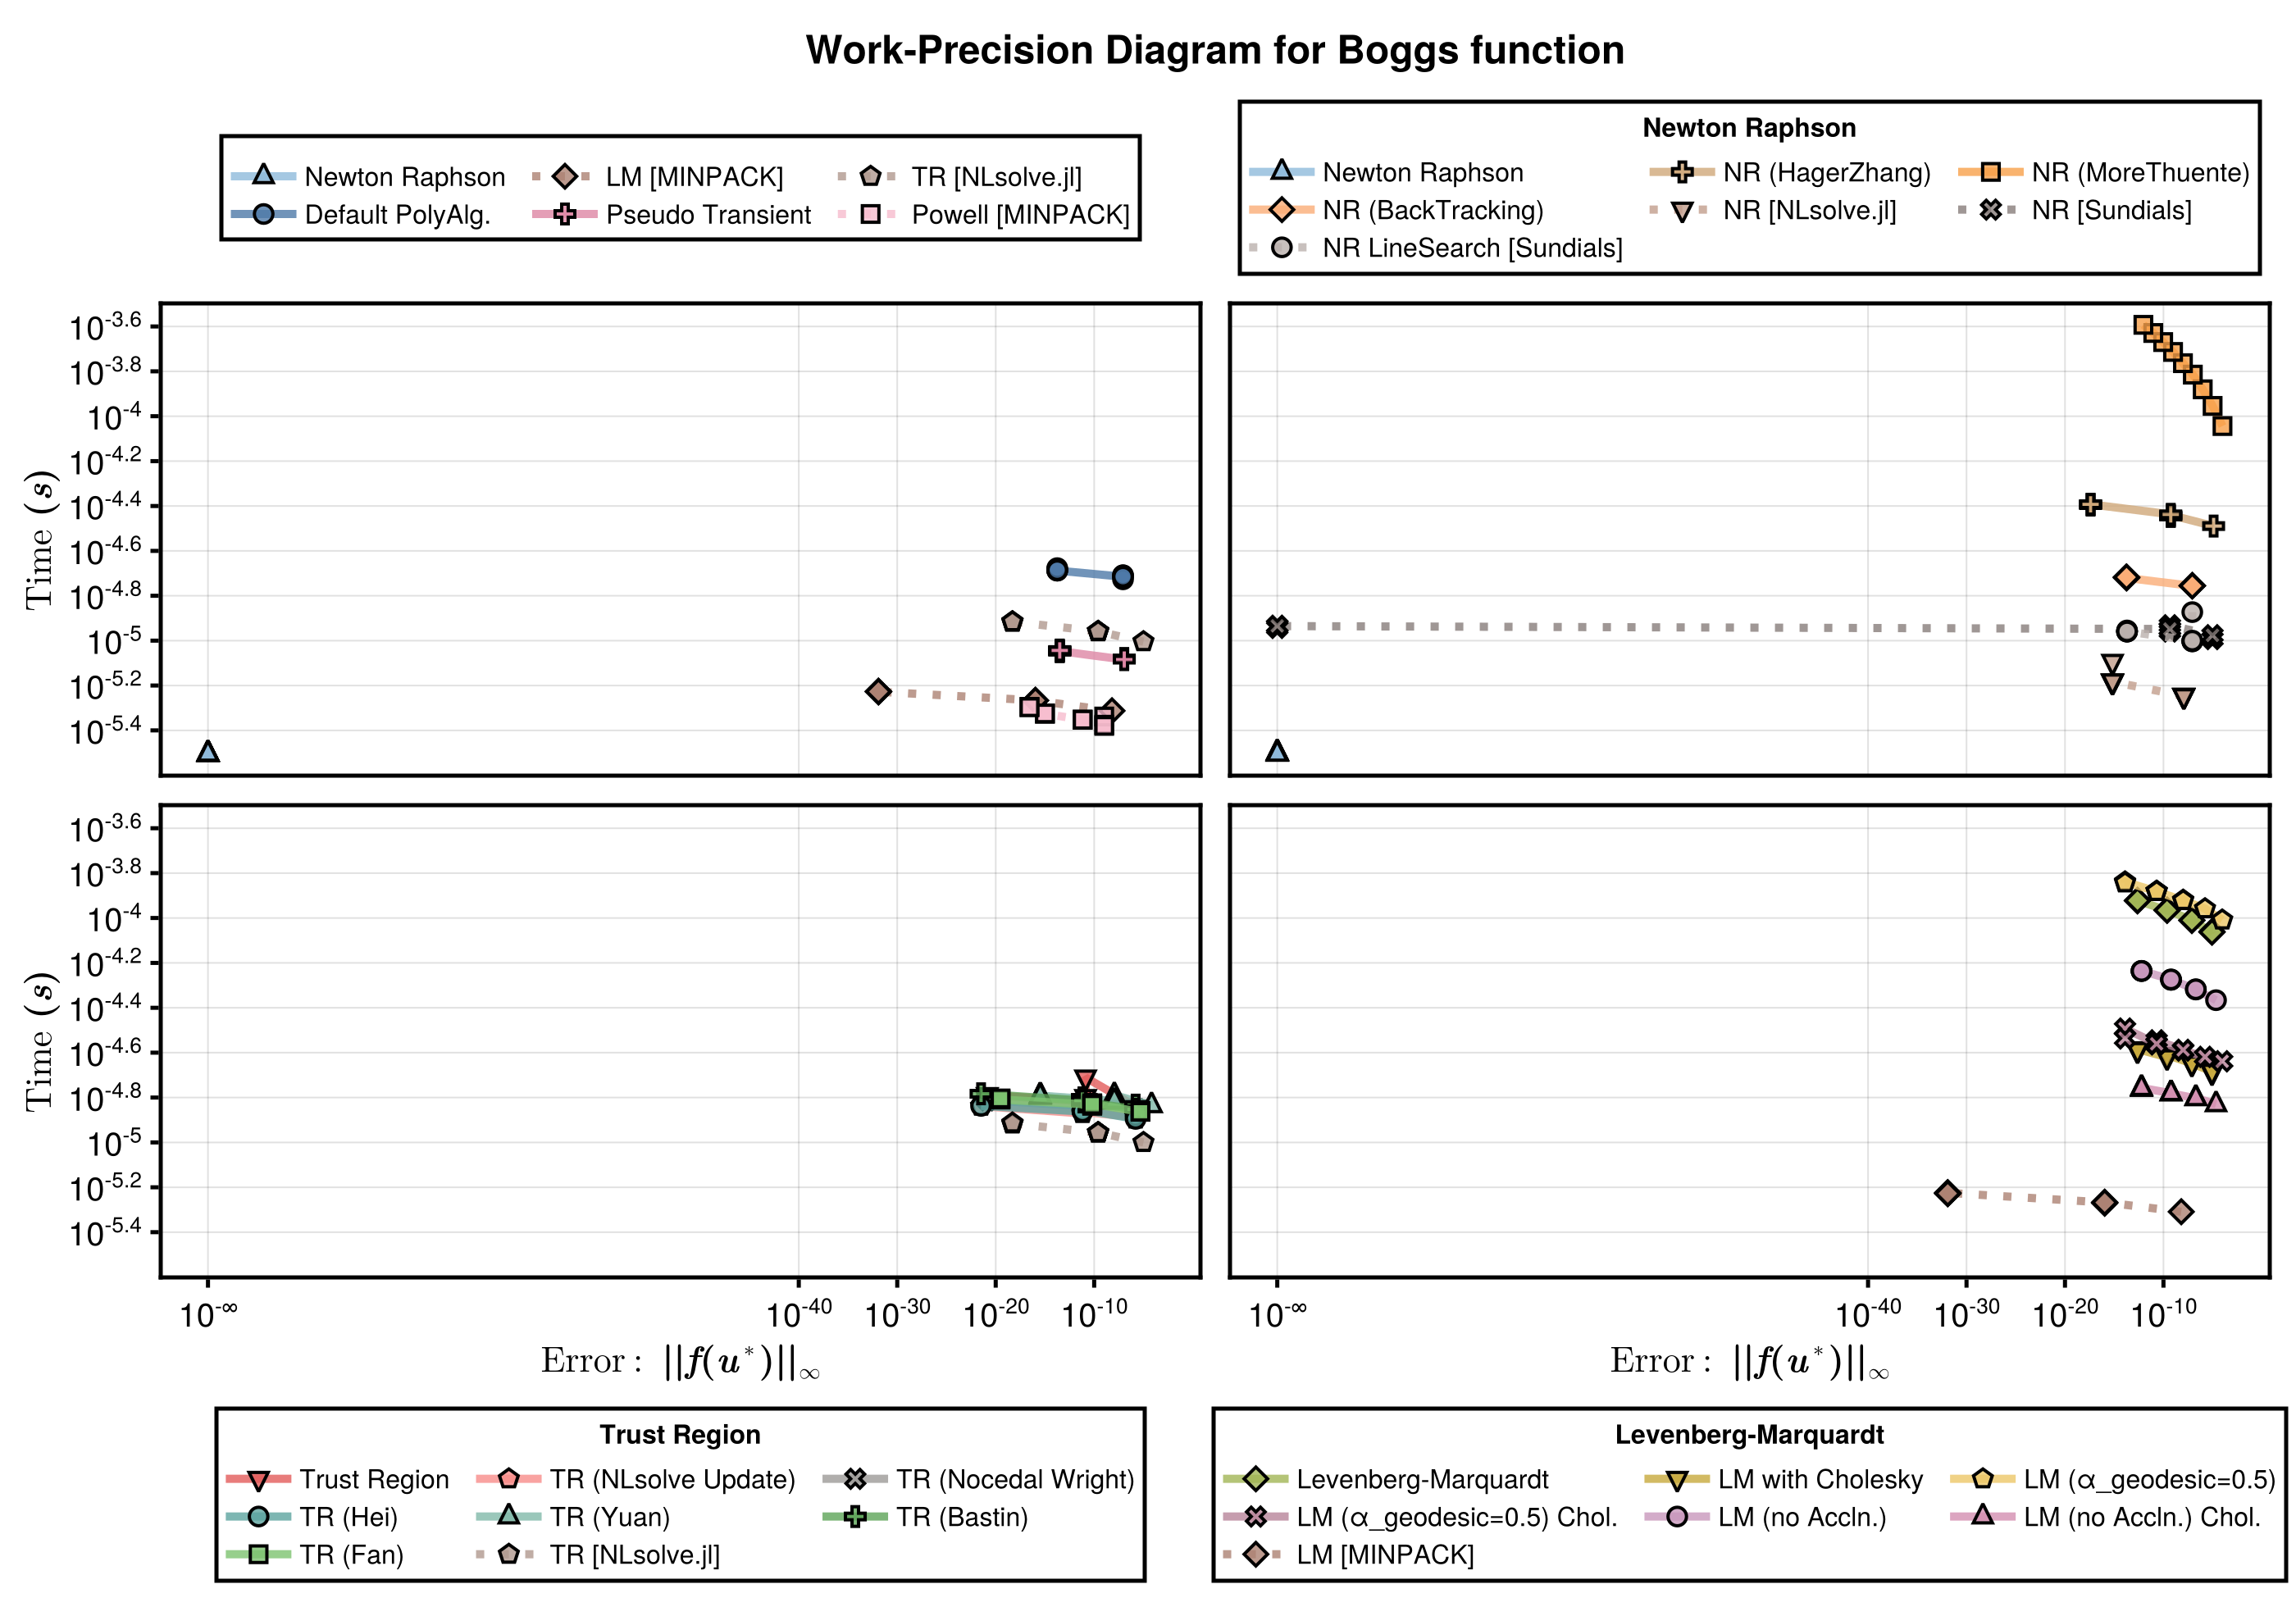 Work-Precision Diagram for Boggs function
Newton Raphson LM [MINPACK] TR [NLsolve.jl]
Default PolyAlg. Pseudo Transient Powell [MINPACK]
Newton Raphson
Newton Raphson NR (HagerZhang) NR (MoreThuente)
NR (BackTracking) NR [NLsolve.jl] NR [Sundials]
NR LineSearch [Sundials]
10^-3.6
10^-3.8
10^-4
10^-4.2
10^-4.4
10^-4.6
10^-4.8
10^-5
10^-5.2
10^-5.4
Time (s)
10^-3.6
10^-3.8
10^-4
10^-4.2
10^-4.4
10^-4.6
10^-4.8
10^-5
10^-5.2
10^-5.4
Time (s)
10^-∞ 10^-40 10^-30 10^-20 10^-10
10^-∞ 10^-40 10^-30 10^-20 10^-10
Error : ||f(u*)||∞
Error : ||f(u*)||∞
Trust Region
Trust Region TR (NLsolve Update) TR (Nocedal Wright)
TR (Hei) TR (Yuan) TR (Bastin)
TR (Fan) TR [NLsolve.jl]
Levenberg-Marquardt
Levenberg-Marquardt LM with Cholesky LM (α_geodesic=0.5)
LM (α_geodesic=0.5) Chol. LM (no Accln.) LM (no Accln.) Chol.
LM [MINPACK]